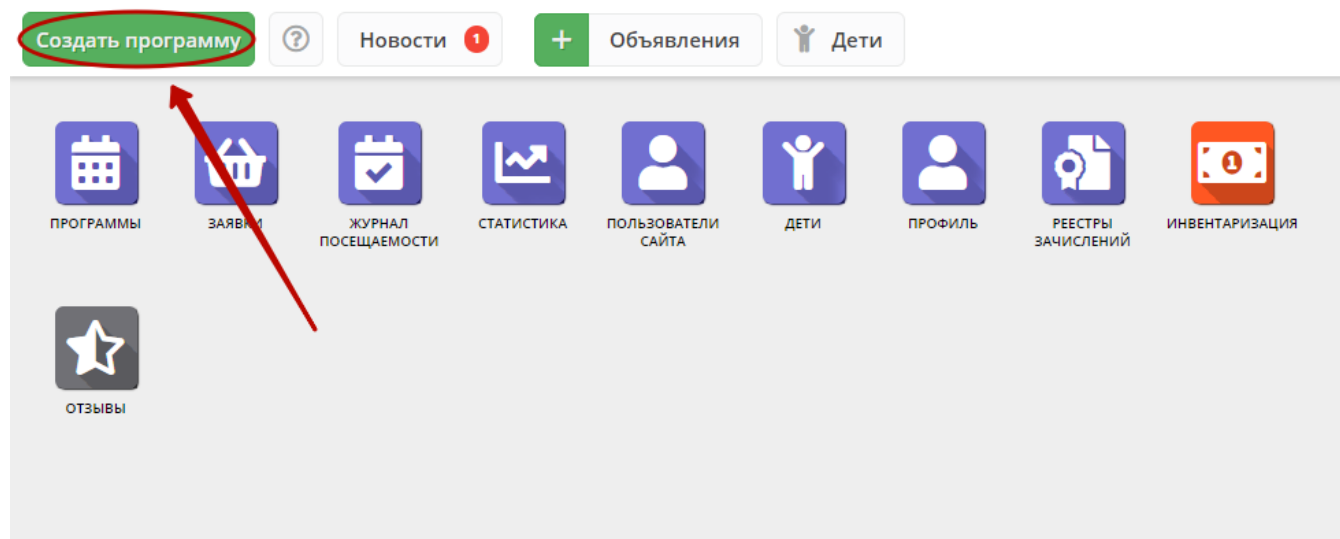 Создать программу
Новости 1
+ Объявления
Дети
ПРОГРАММЫ
ЗАЯВКИ
ЖУРНАЛ
ПОСЕЩАЕМОСТИ
СТАТИСТИКА
ПОЛЬЗОВАТЕЛИ
САЙТА
ДЕТИ
ПРОФИЛЬ
РЕЕСТРЫ
ЗАЧИСЛЕНИЙ
1
ИНВЕНТАРИЗАЦИЯ
ОТЗЫВЫ